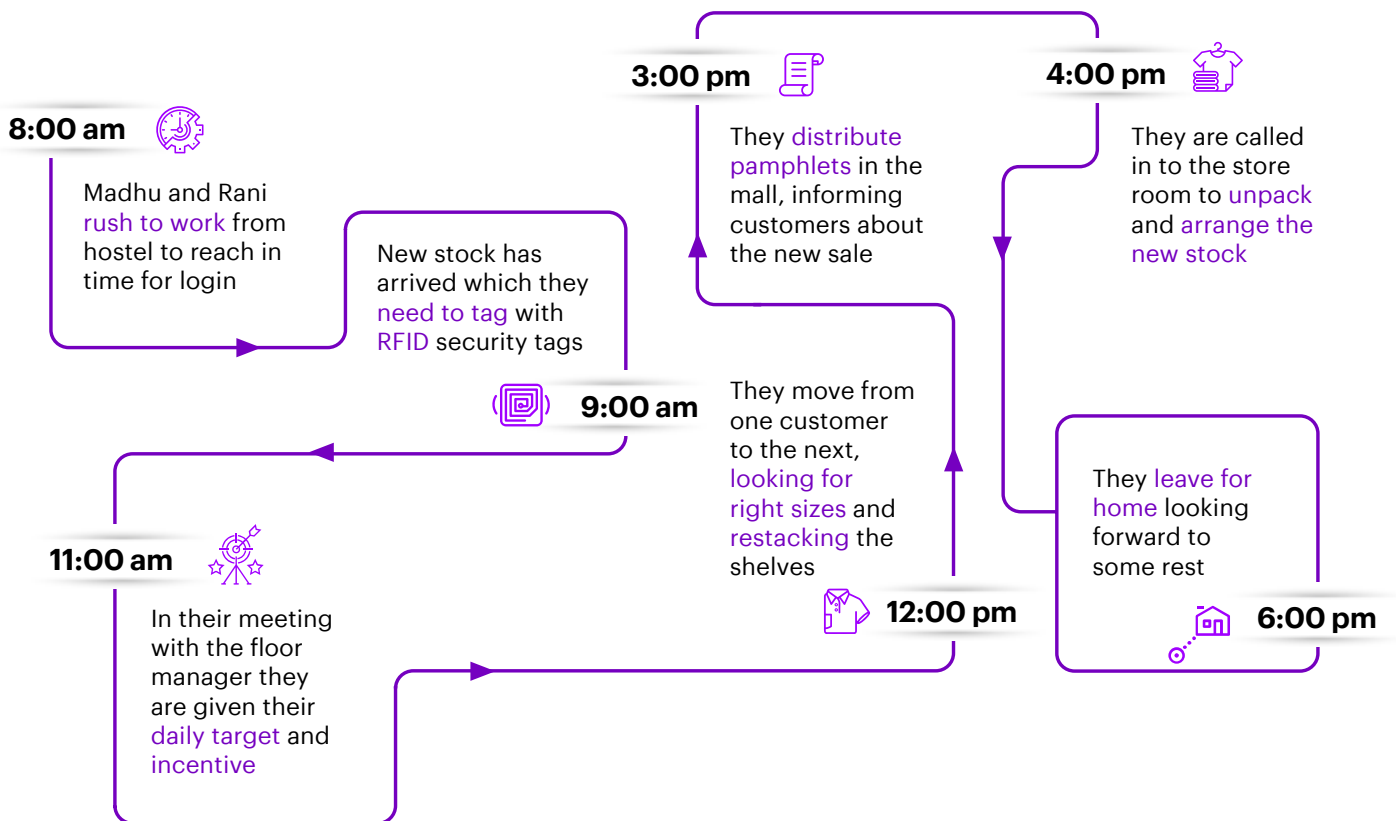 8:00 am
Madhu and Rani
rush to work from
hostel to reach in
time for login
New stock has
arrived which they
need to tag with
RFID security tags
9:00 am
11:00 am
In their meeting
with the floor
manager they
are given their
daily target and
incentive
They move from
one customer
to the next,
looking for
right sizes and
restacking the
shelves
12:00 pm
3:00 pm
They distribute
pamphlets in the
mall, informing
customers about
the new sale
4:00 pm
They are called
in to the store
room to unpack
and arrange the
new stock
They leave for
home looking
forward to
some rest
6:00 pm